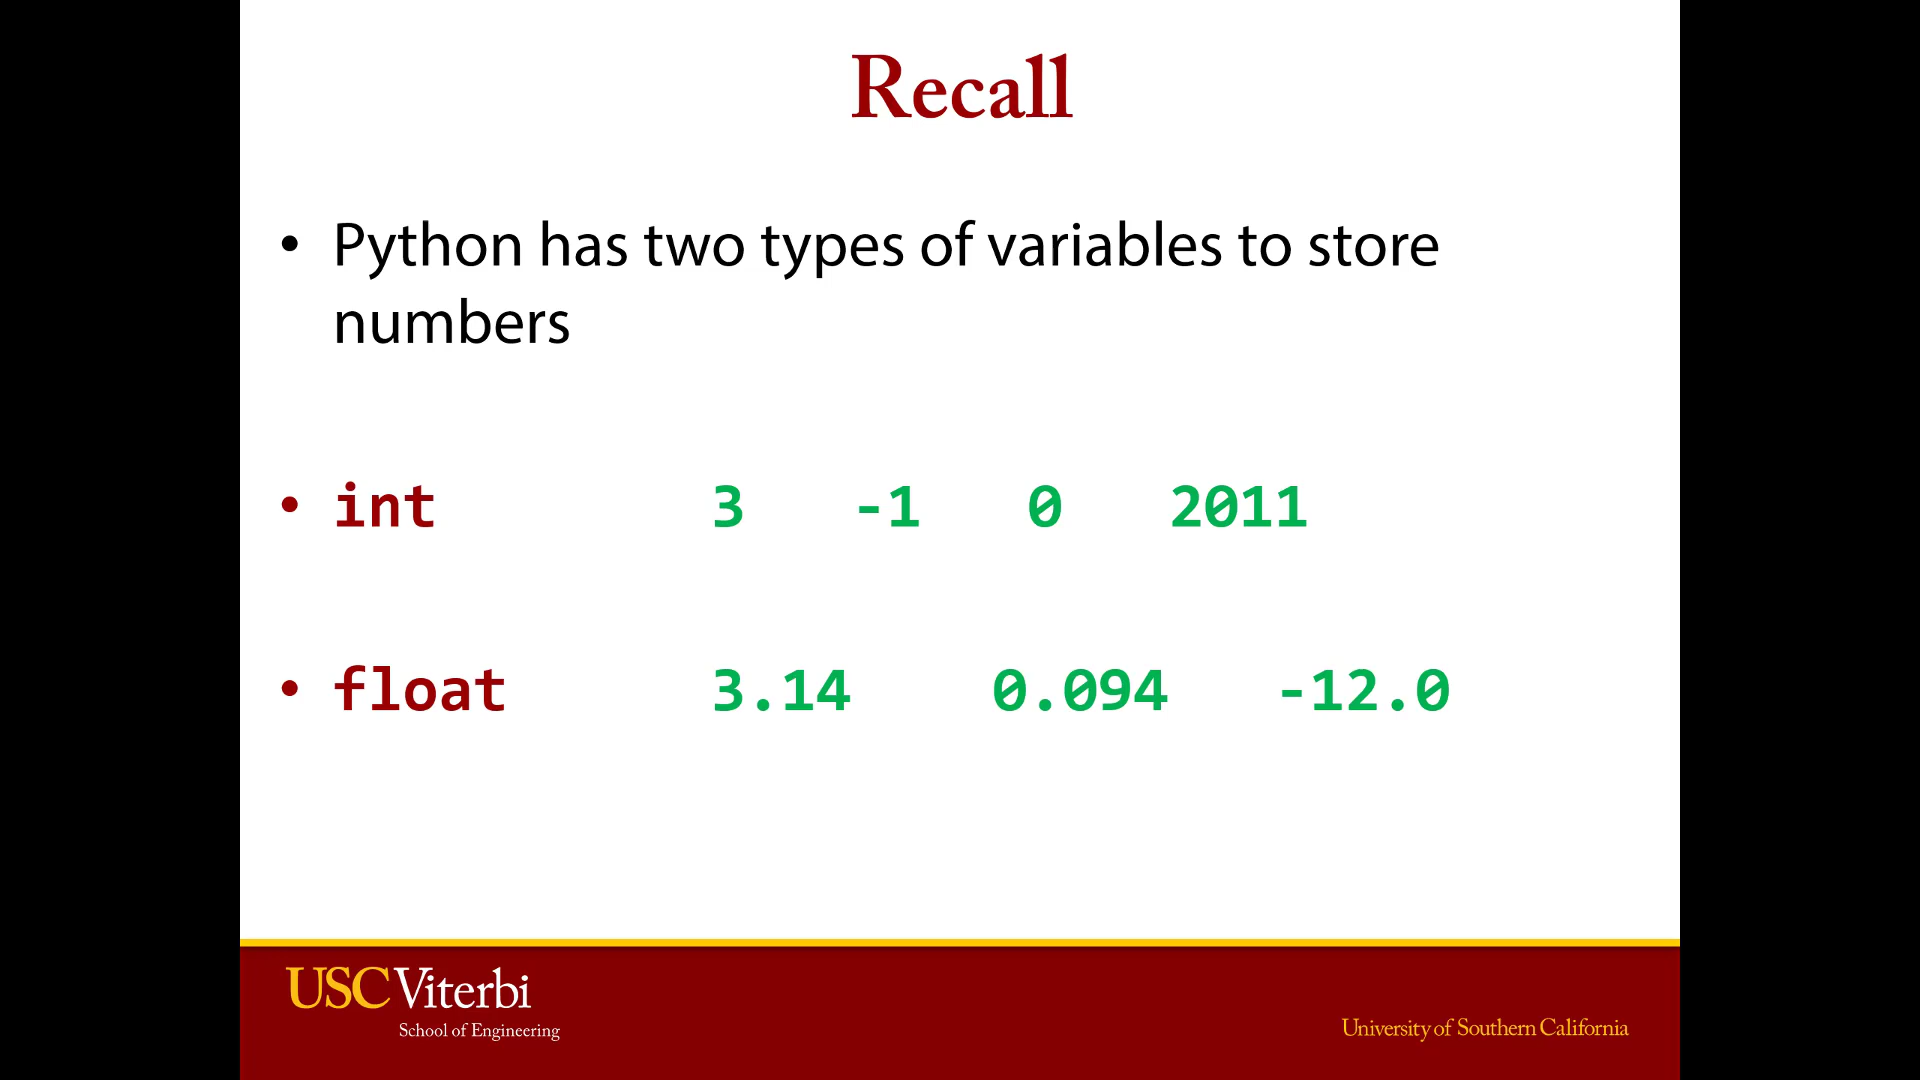 Recall
• Python has two types of variables to store
numbers
• int 3 -1 0 2011
• float 3.14 0.094 -12.0
USC Viterbi
School of Engineering
University of Southern California